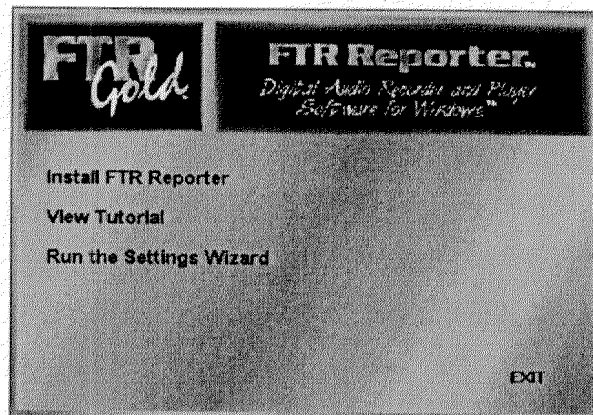 FTR
Gold
FTR Reporter™
Digital Audio Recorder and Player
Software for Windows™
Install FTR Reporter
View Tutorial
Run the Settings Wizard
EXIT